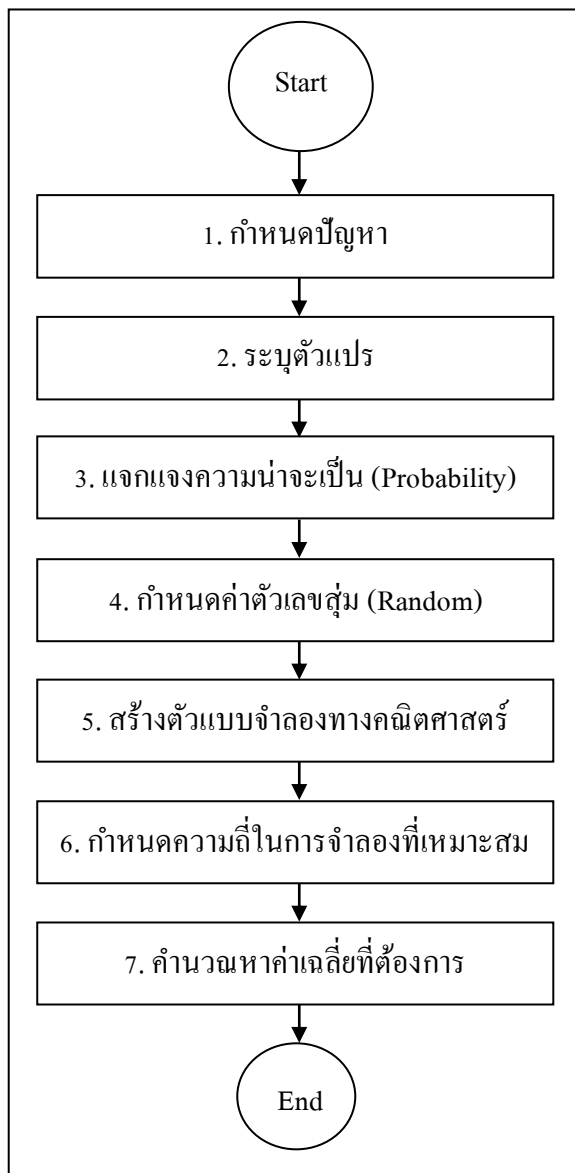 Start
1. กำหนดปัญหา
2. ระบุตัวแปร
3. แจกแจงความน่าจะเป็น (Probability)
4. กำหนดค่าตัวเลขสุ่ม (Random)
5. สร้างตัวแบบจำลองทางคณิตศาสตร์
6. กำหนดความถี่ในการจำลองที่เหมาะสม
7. คำนวณหาค่าเฉลี่ยที่ต้องการ
End